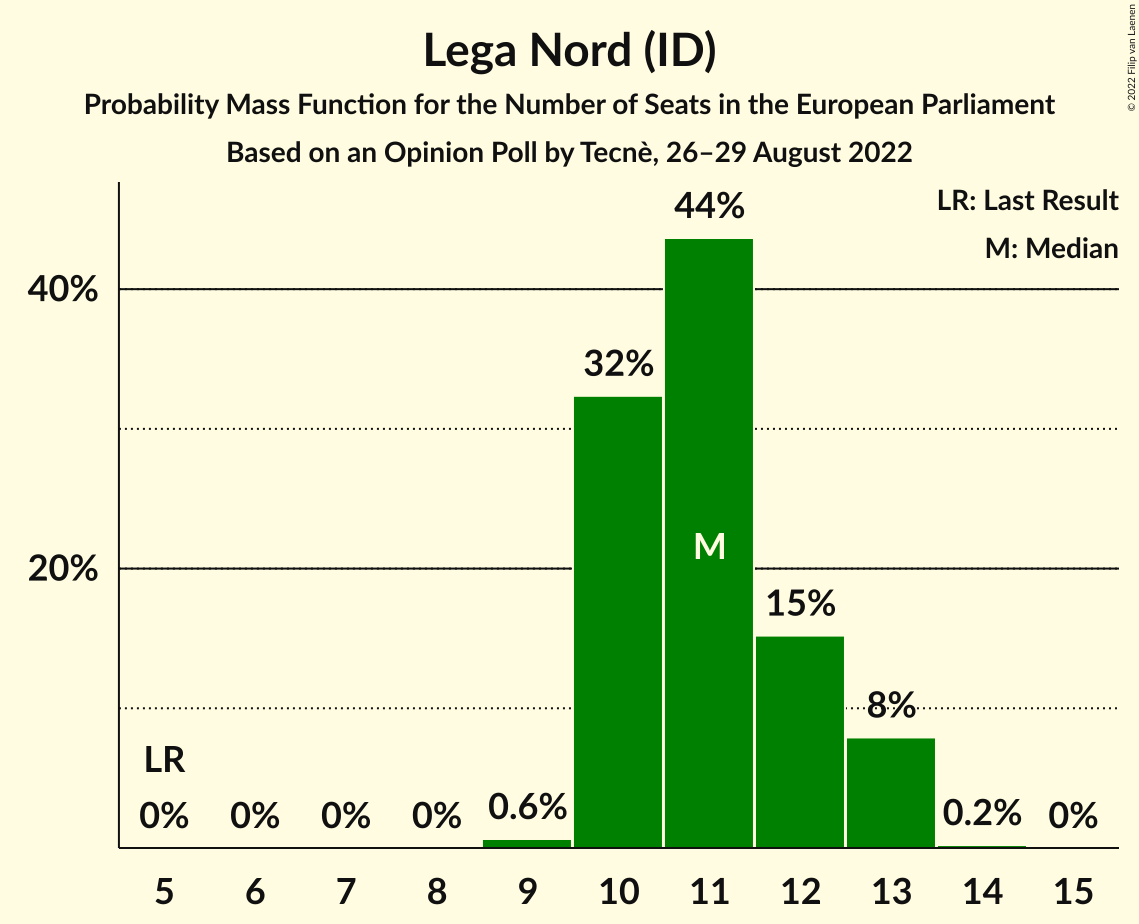 Lega Nord (ID)
Probability Mass Function for the Number of Seats in the European Parliament
Based on an Opinion Poll by Tecnè, 26–29 August 2022
© 2022 Filip van Laenen
LR: Last Result
M: Median
44%
40%
32%
M
20%
15%
8%
LR
0% 0% 0% 0% 0.6% 0.2% 0%
5 6 7 8 9 10 11 12 13 14 15